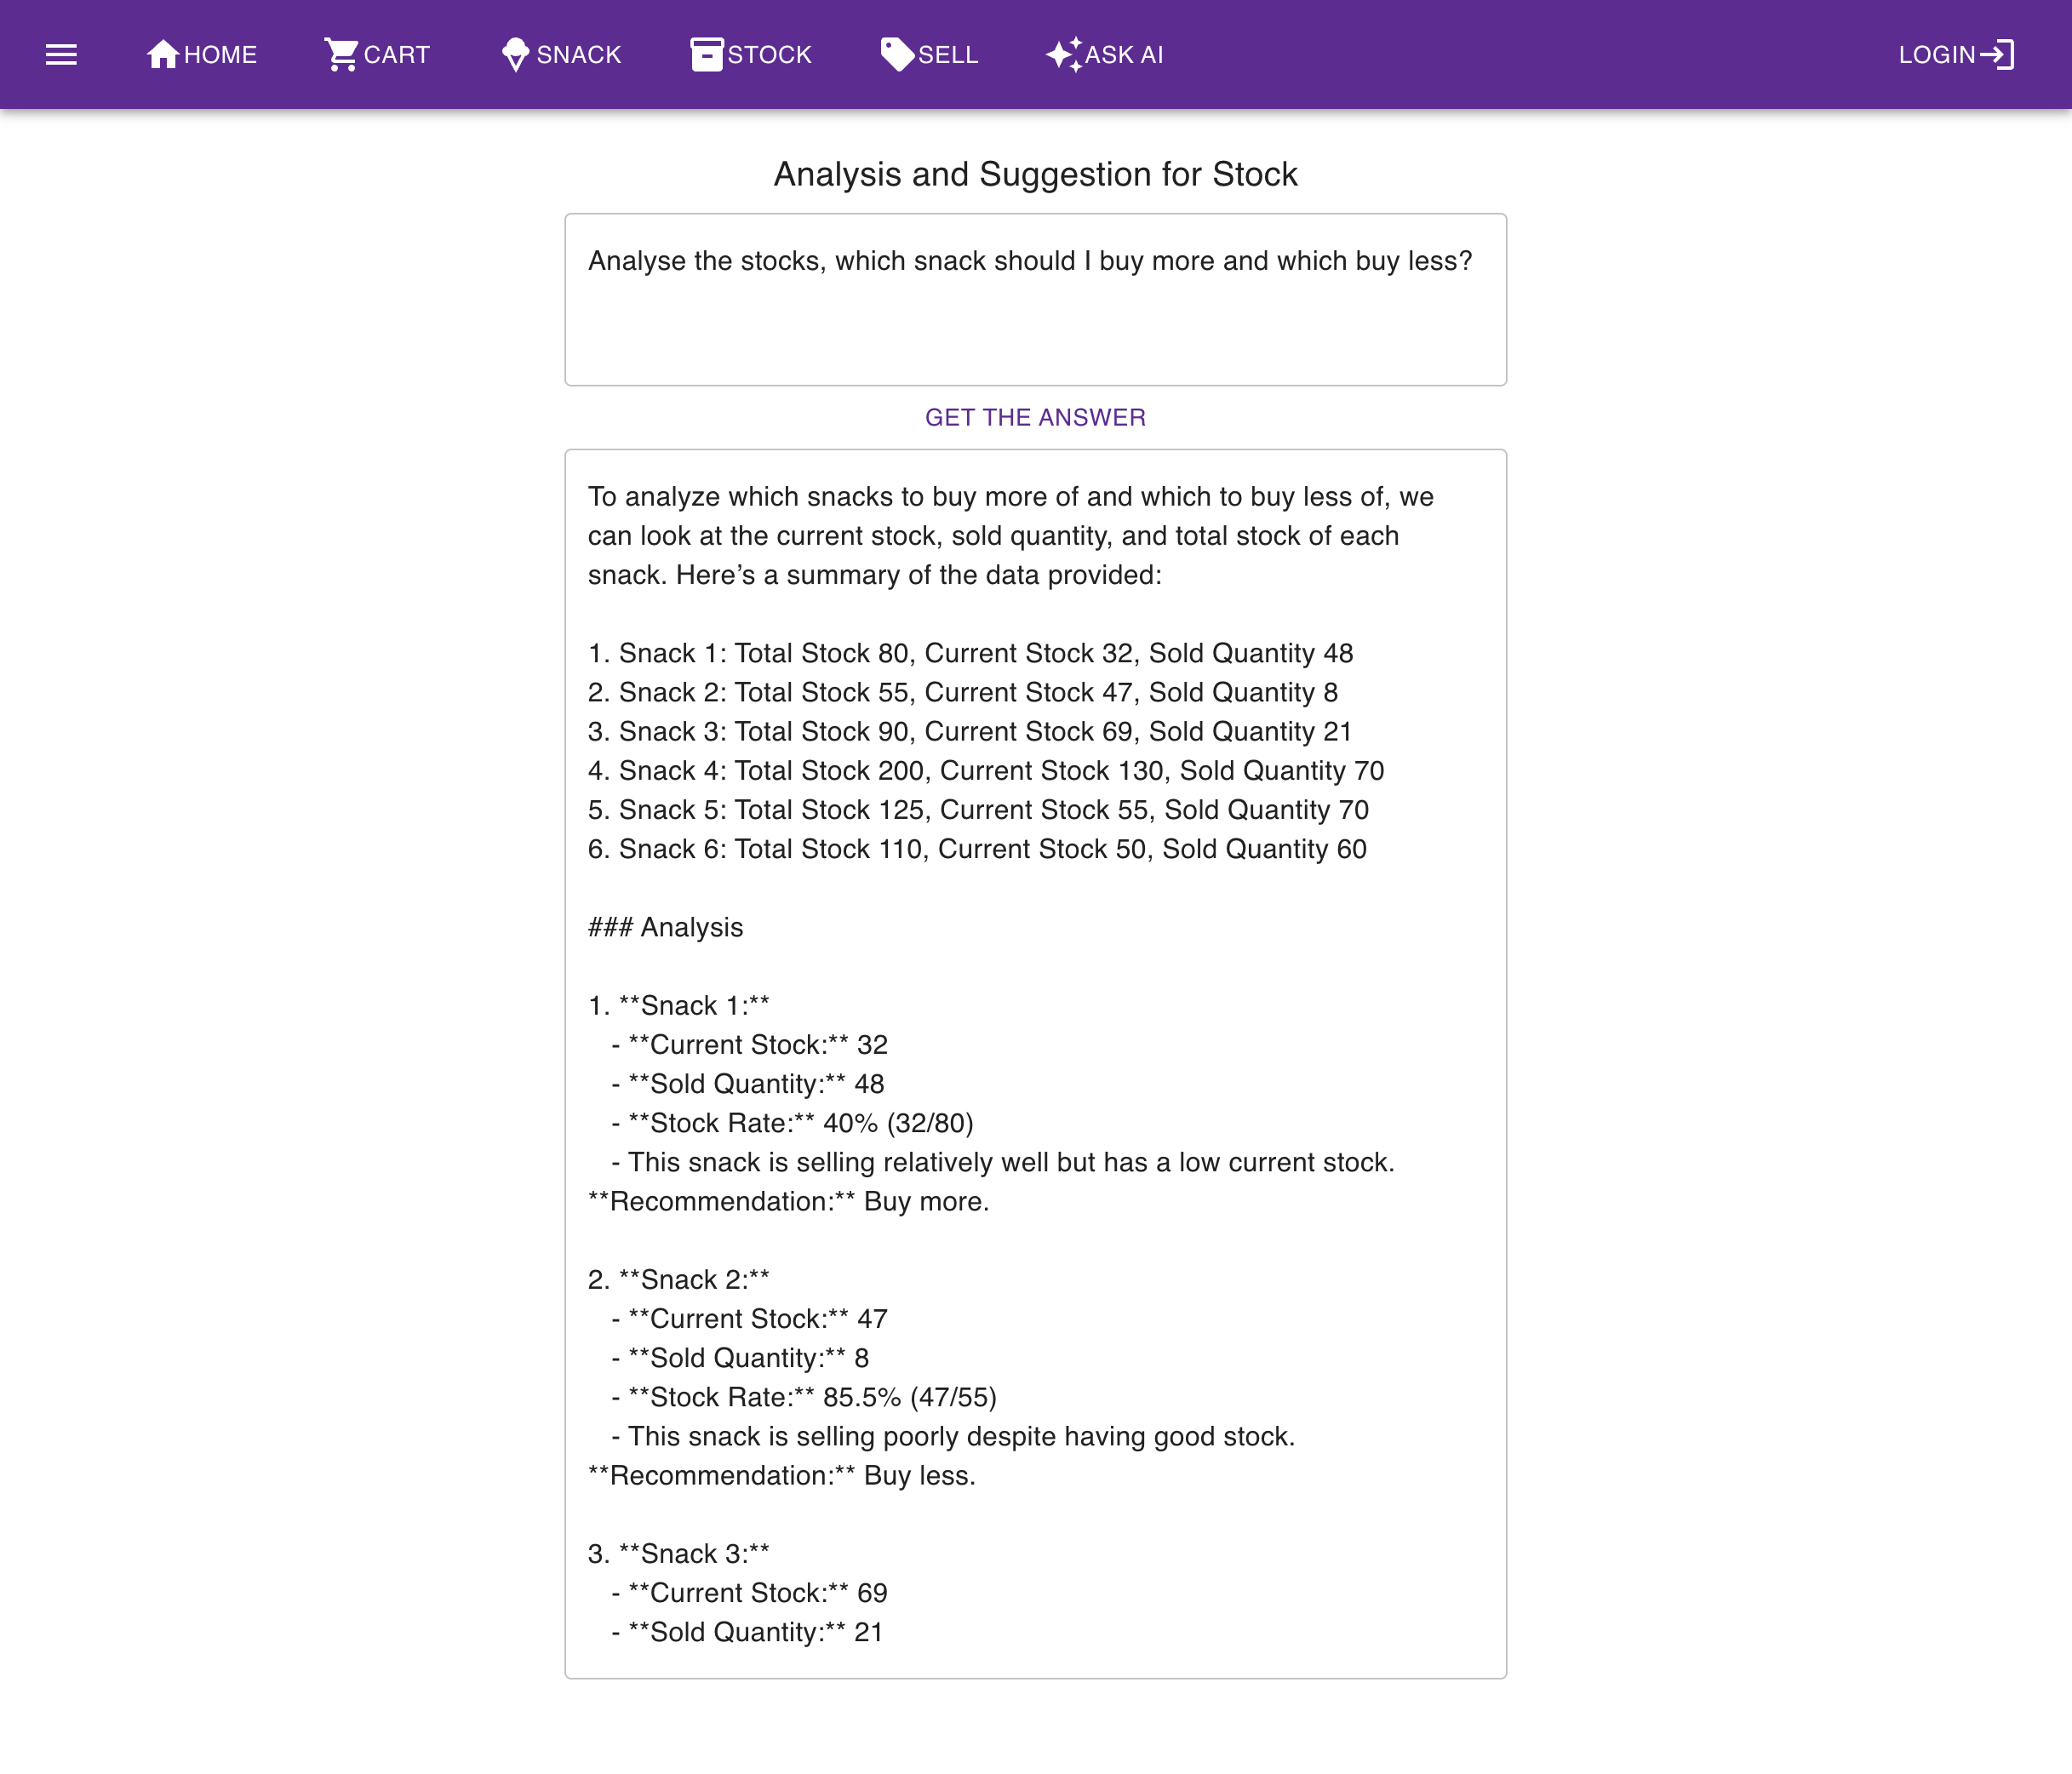 HOME CART SNACK STOCK SELL ASK AI LOGIN
Analysis and Suggestion for Stock
Analyse the stocks, which snack should I buy more and which buy less?
GET THE ANSWER
To analyze which snacks to buy more of and which to buy less of, we
can look at the current stock, sold quantity, and total stock of each
snack. Here’s a summary of the data provided:
1. Snack 1: Total Stock 80, Current Stock 32, Sold Quantity 48
2. Snack 2: Total Stock 55, Current Stock 47, Sold Quantity 8
3. Snack 3: Total Stock 90, Current Stock 69, Sold Quantity 21
4. Snack 4: Total Stock 200, Current Stock 130, Sold Quantity 70
5. Snack 5: Total Stock 125, Current Stock 55, Sold Quantity 70
6. Snack 6: Total Stock 110, Current Stock 50, Sold Quantity 60
### Analysis
1. **Snack 1:**
- **Current Stock:** 32
- **Sold Quantity:** 48
- **Stock Rate:** 40% (32/80)
- This snack is selling relatively well but has a low current stock.
**Recommendation:** Buy more.
2. **Snack 2:**
- **Current Stock:** 47
- **Sold Quantity:** 8
- **Stock Rate:** 85.5% (47/55)
- This snack is selling poorly despite having good stock.
**Recommendation:** Buy less.
3. **Snack 3:**
- **Current Stock:** 69
- **Sold Quantity:** 21